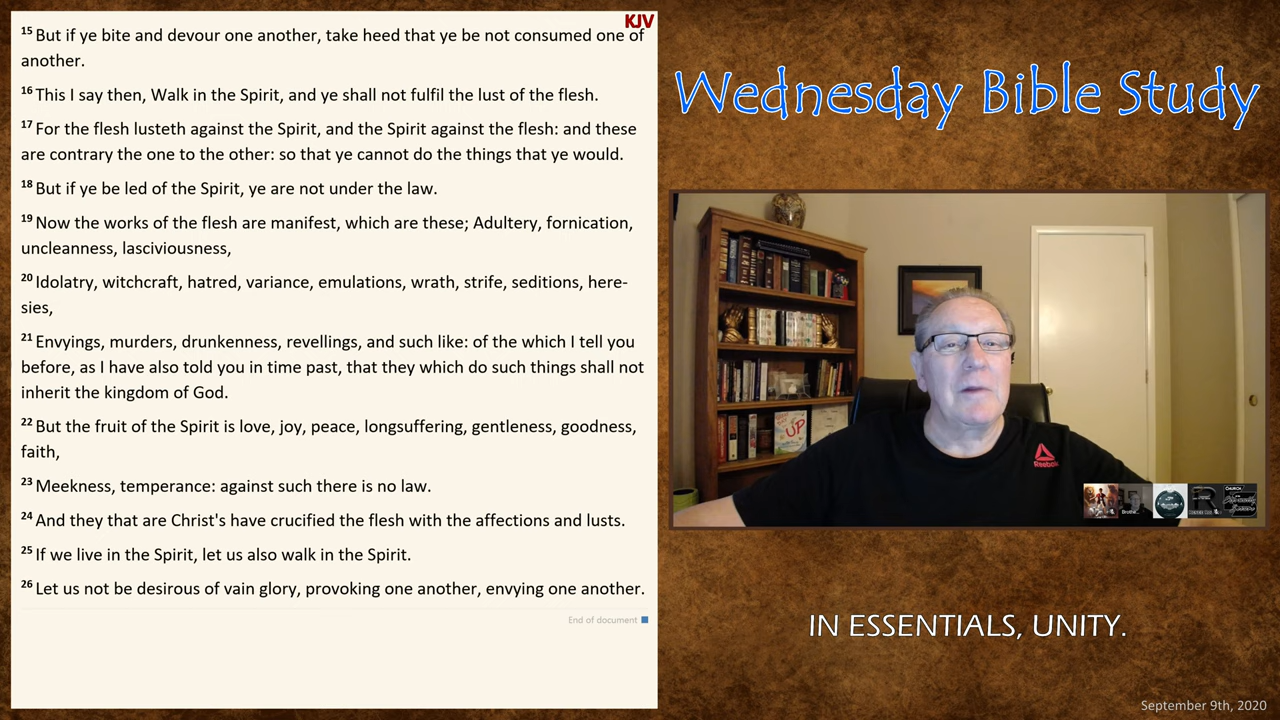 KJV
15 But if ye bite and devour one another, take heed that ye be not consumed one of
another.
16 This I say then, Walk in the Spirit, and ye shall not fulfil the lust of the flesh.
17 For the flesh lusteth against the Spirit, and the Spirit against the flesh: and these
are contrary the one to the other: so that ye cannot do the things that ye would.
18 But if ye be led of the Spirit, ye are not under the law.
19 Now the works of the flesh are manifest, which are these; Adultery, fornication,
uncleanness, lasciviousness,
20 Idolatry, witchcraft, hatred, variance, emulations, wrath, strife, seditions, here-
sies,
21 Envyings, murders, drunkenness, revellings, and such like: of the which I tell you
before, as I have also told you in time past, that they which do such things shall not
inherit the kingdom of God.
22 But the fruit of the Spirit is love, joy, peace, longsuffering, gentleness, goodness,
faith,
23 Meekness, temperance: against such there is no law.
24 And they that are Christ's have crucified the flesh with the affections and lusts.
25 If we live in the Spirit, let us also walk in the Spirit.
26 Let us not be desirous of vain glory, provoking one another, envying one another.
End of document
Wednesday Bible Study
UP
Reebok
Brothe...
CHURCH
IN ESSENTIALS, UNITY.
September 9th, 2020